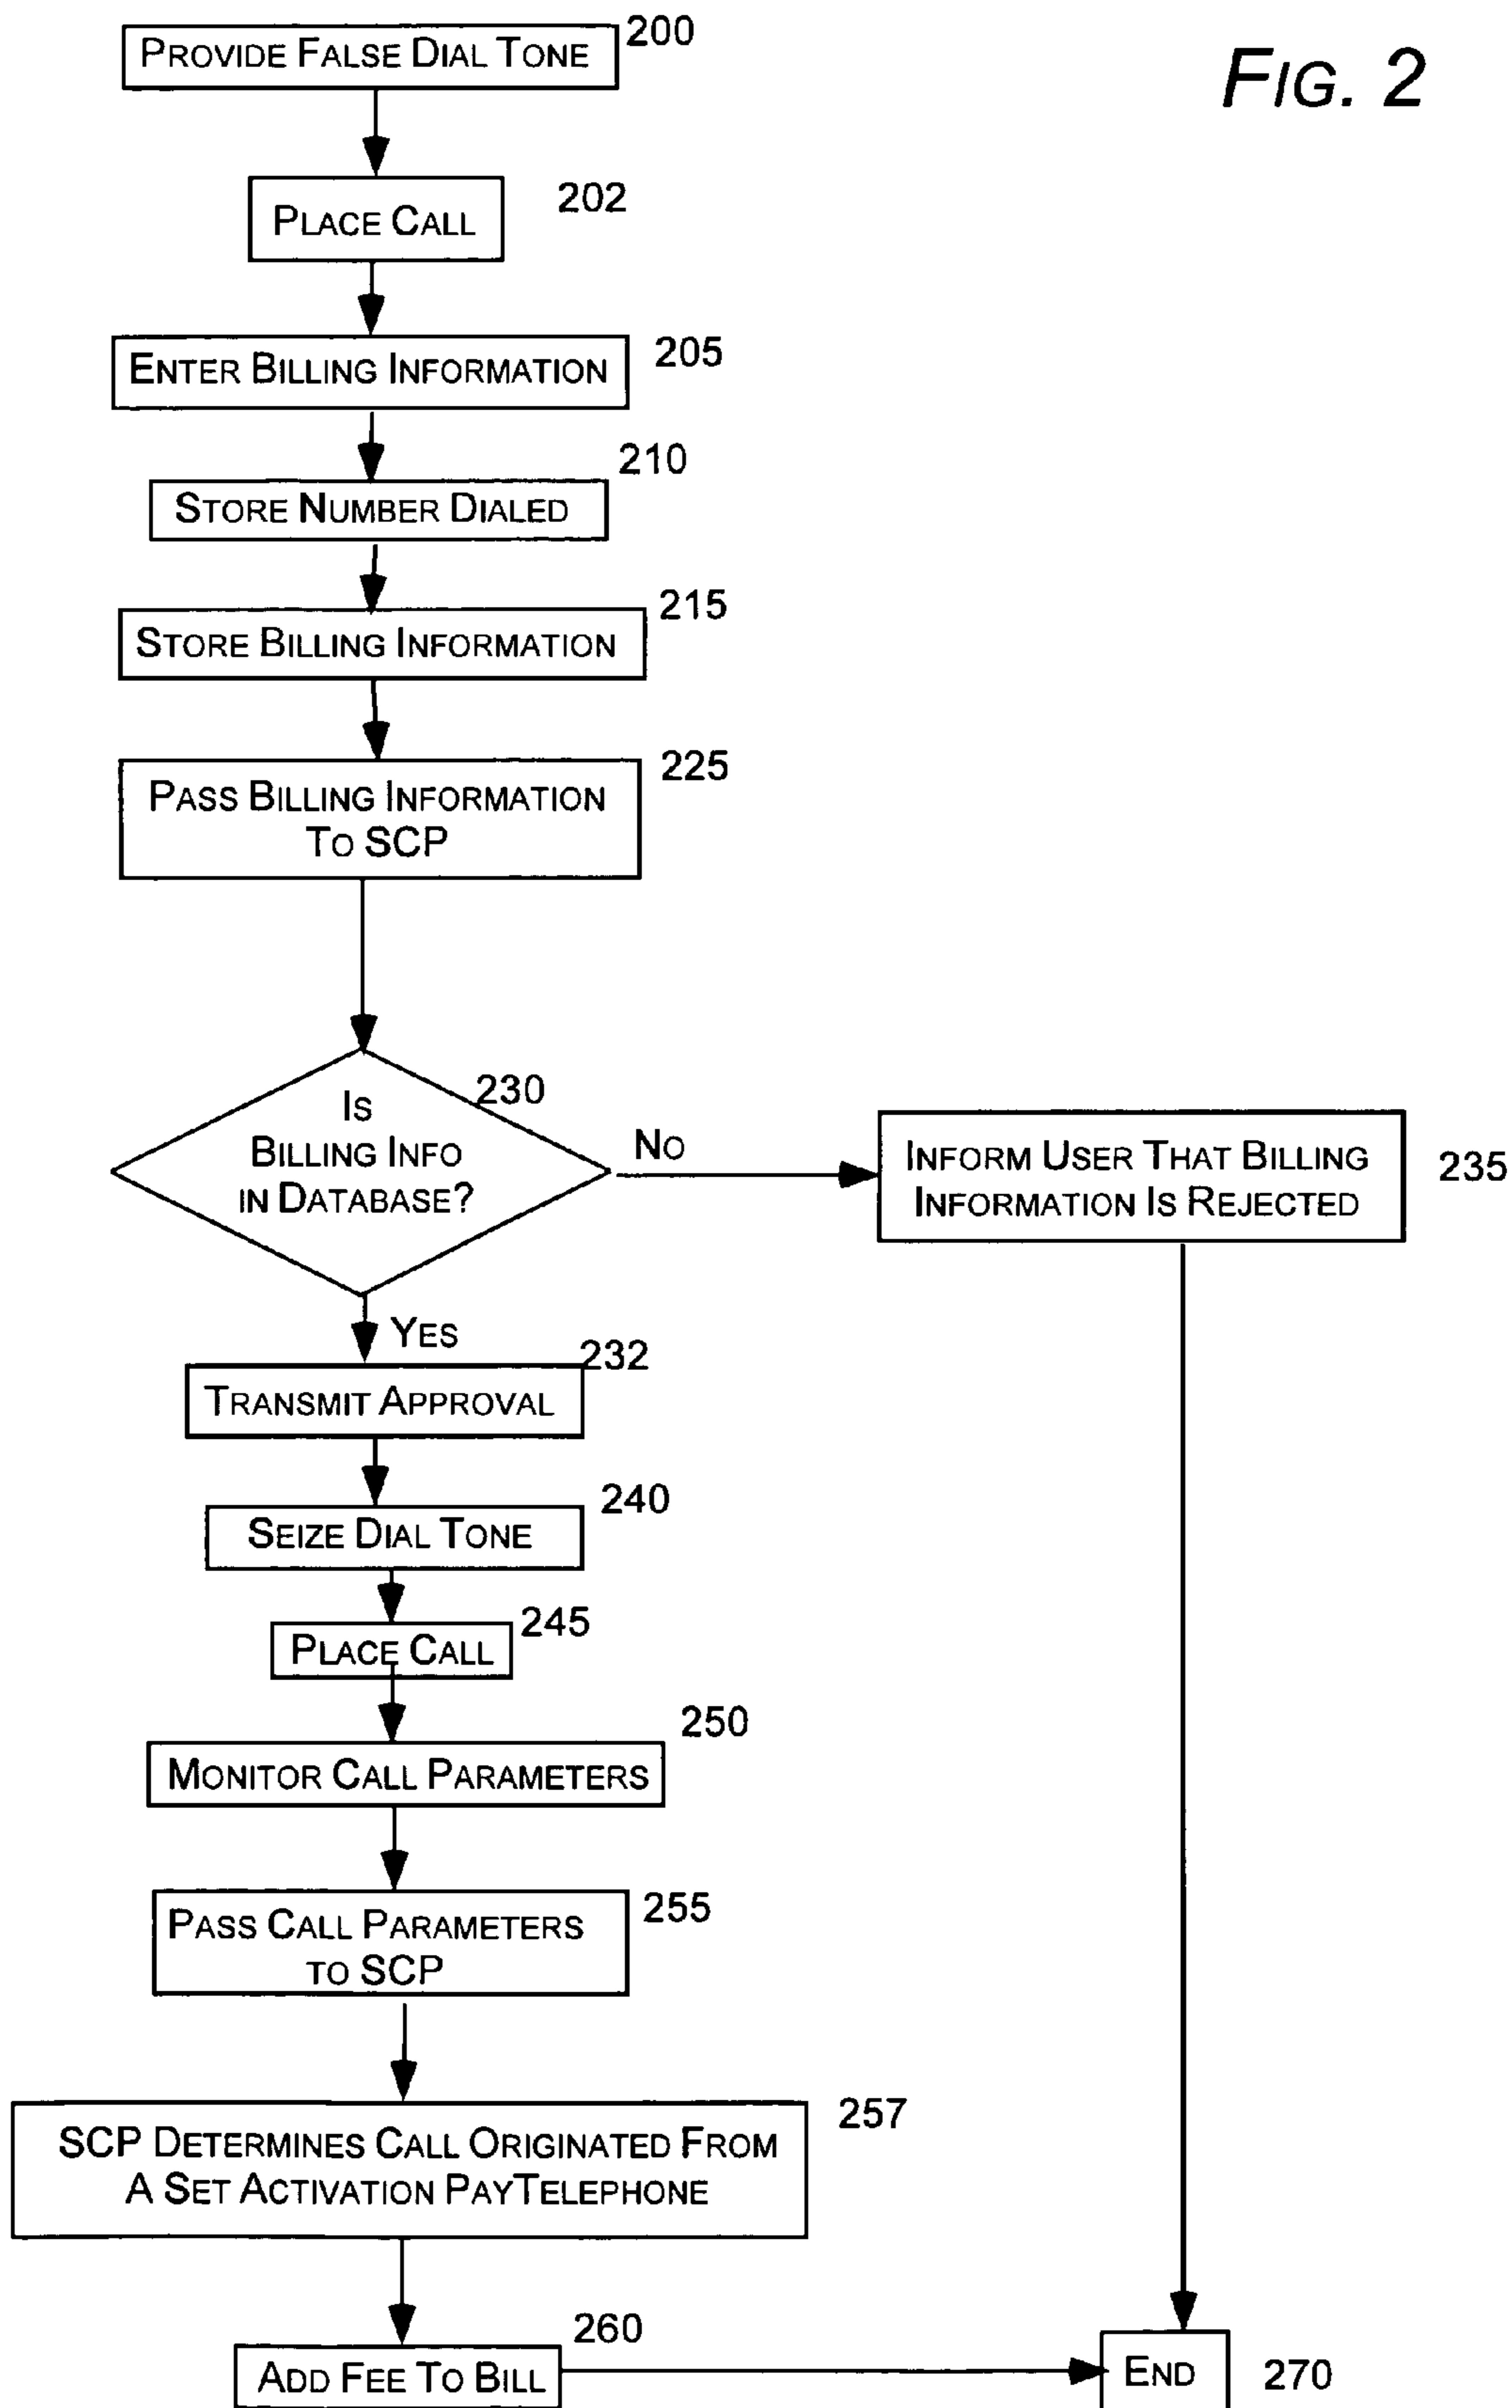 FIG. 2
PROVIDE FALSE DIAL TONE
200
PLACE CALL
202
ENTER BILLING INFORMATION
205
STORE NUMBER DIALED
210
STORE BILLING INFORMATION
215
PASS BILLING INFORMATION
TO SCP
225
IS
BILLING INFO
IN DATABASE?
230
NO
INFORM USER THAT BILLING
INFORMATION IS REJECTED
235
YES
TRANSMIT APPROVAL
232
SEIZE DIAL TONE
240
PLACE CALL
245
MONITOR CALL PARAMETERS
250
PASS CALL PARAMETERS
TO SCP
255
SCP DETERMINES CALL ORIGINATED FROM
A SET ACTIVATION PAYTELEPHONE
257
ADD FEE TO BILL
260
END
270